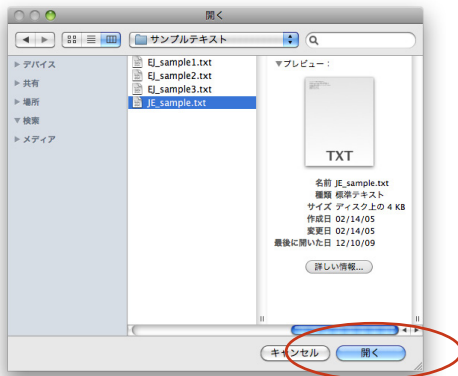 開く
サンプルテキスト
デバイス
共有
場所
検索
メディア
EJ_sample1.txt
EJ_sample2.txt
EJ_sample3.txt
JE_sample.txt
プレビュー：
TXT
名前 JE_sample.txt
種類 標準テキスト
サイズ ディスク上の 4 KB
作成日 02/14/05
変更日 02/14/05
最後に開いた日 12/10/09
詳しい情報...
キャンセル
開く